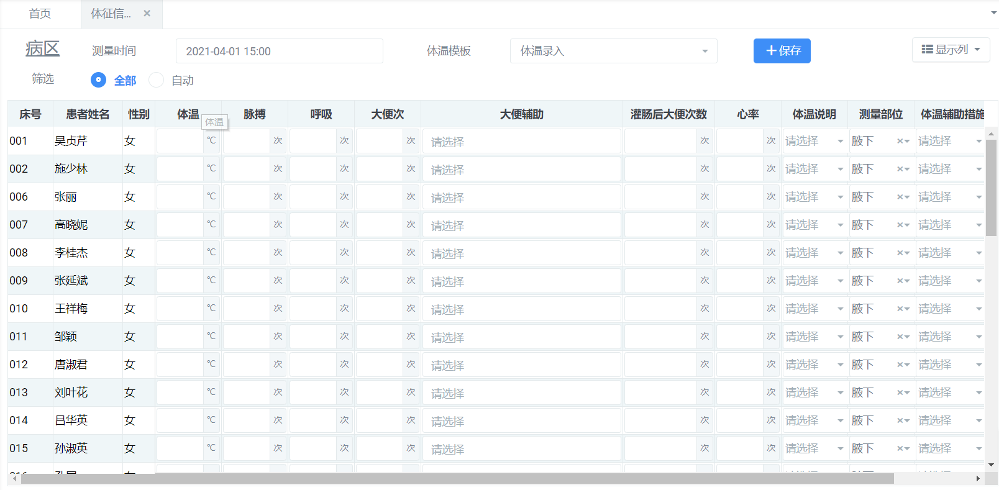 首页 体征信... ×
病区 测量时间 2021-04-01 15:00 体温模板 体温录入 +保存 显示列
筛选 全部 自动
床号 患者姓名 性别 体温 脉搏 呼吸 大便次 大便辅助 灌肠后大便次数 心率 体温说明 测量部位 体温辅助措施
体温
001 吴贞芹 女 ℃ 次 次 次 请选择 次 次 请选择 腋下 × 请选择
002 施少林 女 ℃ 次 次 次 请选择 次 次 请选择 腋下 × 请选择
006 张丽 女 ℃ 次 次 次 请选择 次 次 请选择 腋下 × 请选择
007 高晓妮 女 ℃ 次 次 次 请选择 次 次 请选择 腋下 × 请选择
008 李桂杰 女 ℃ 次 次 次 请选择 次 次 请选择 腋下 × 请选择
009 张延斌 女 ℃ 次 次 次 请选择 次 次 请选择 腋下 × 请选择
010 王祥梅 女 ℃ 次 次 次 请选择 次 次 请选择 腋下 × 请选择
011 邹颖 女 ℃ 次 次 次 请选择 次 次 请选择 腋下 × 请选择
012 唐淑君 女 ℃ 次 次 次 请选择 次 次 请选择 腋下 × 请选择
013 刘叶花 女 ℃ 次 次 次 请选择 次 次 请选择 腋下 × 请选择
014 吕华英 女 ℃ 次 次 次 请选择 次 次 请选择 腋下 × 请选择
015 孙淑英 女 ℃ 次 次 次 请选择 次 次 请选择 腋下 × 请选择